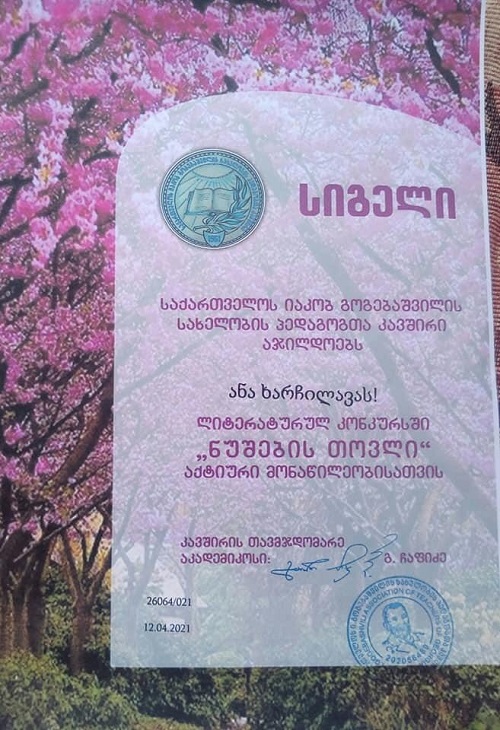 სიგელი
საქართველოს იაკობ გოგებაშვილის
სახელობის პედაგოგთა კავშირი
აჯილდოებს
ანა ხარჩილავას!
ლიტერატურულ კონკურსში
„ნუშების თოვლი“
აქტიური მონაწილეობისათვის
კავშირის თავმჯდომარე
აკადემიკოსი: გ. ჩაფიძე
26064/021
12.04.2021